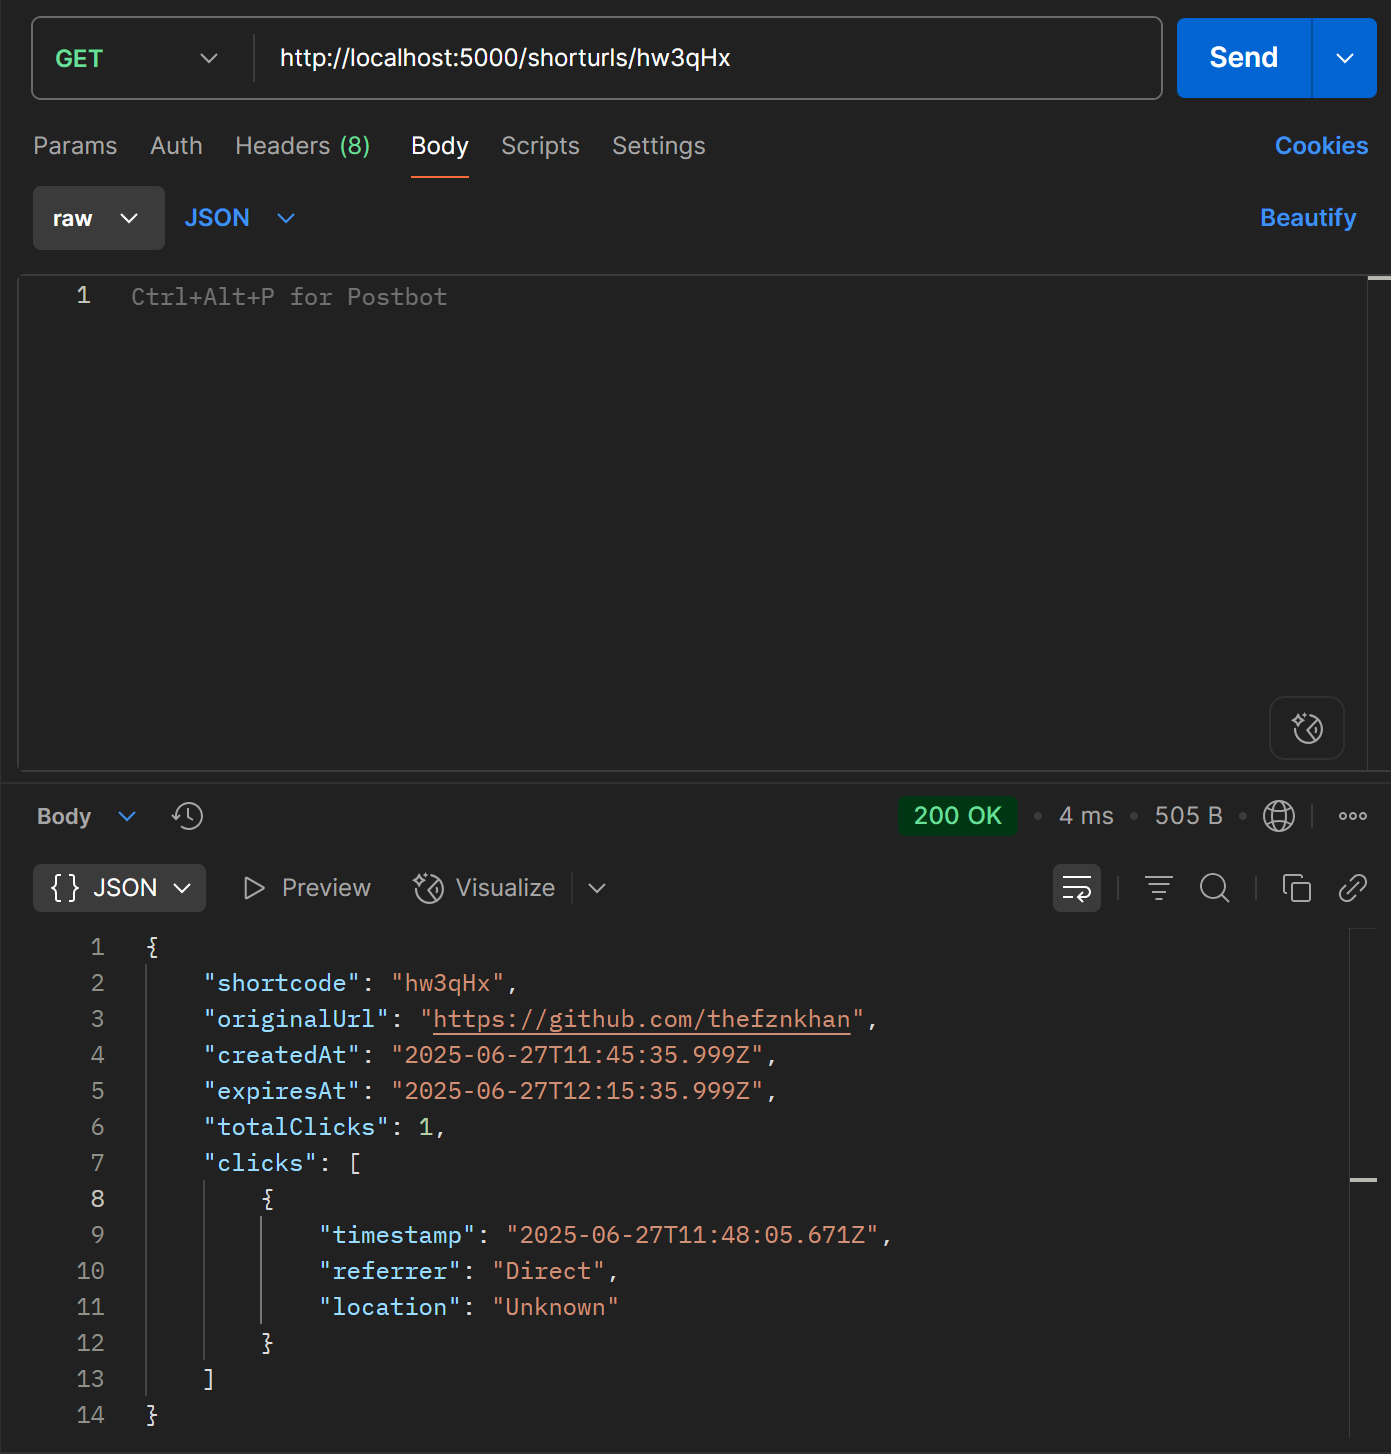 GET http://localhost:5000/shorturls/hw3qHx Send
Params Auth Headers (8) Body Scripts Settings Cookies
raw JSON Beautify
1 Ctrl+Alt+P for Postbot
Body 200 OK • 4 ms • 505 B •
{} JSON Preview Visualize
1 {
2 "shortcode": "hw3qHx",
3 "originalUrl": "https://github.com/thefznkhan",
4 "createdAt": "2025-06-27T11:45:35.999Z",
5 "expiresAt": "2025-06-27T12:15:35.999Z",
6 "totalClicks": 1,
7 "clicks": [
8 {
9 "timestamp": "2025-06-27T11:48:05.671Z",
10 "referrer": "Direct",
11 "location": "Unknown"
12 }
13 ]
14 }